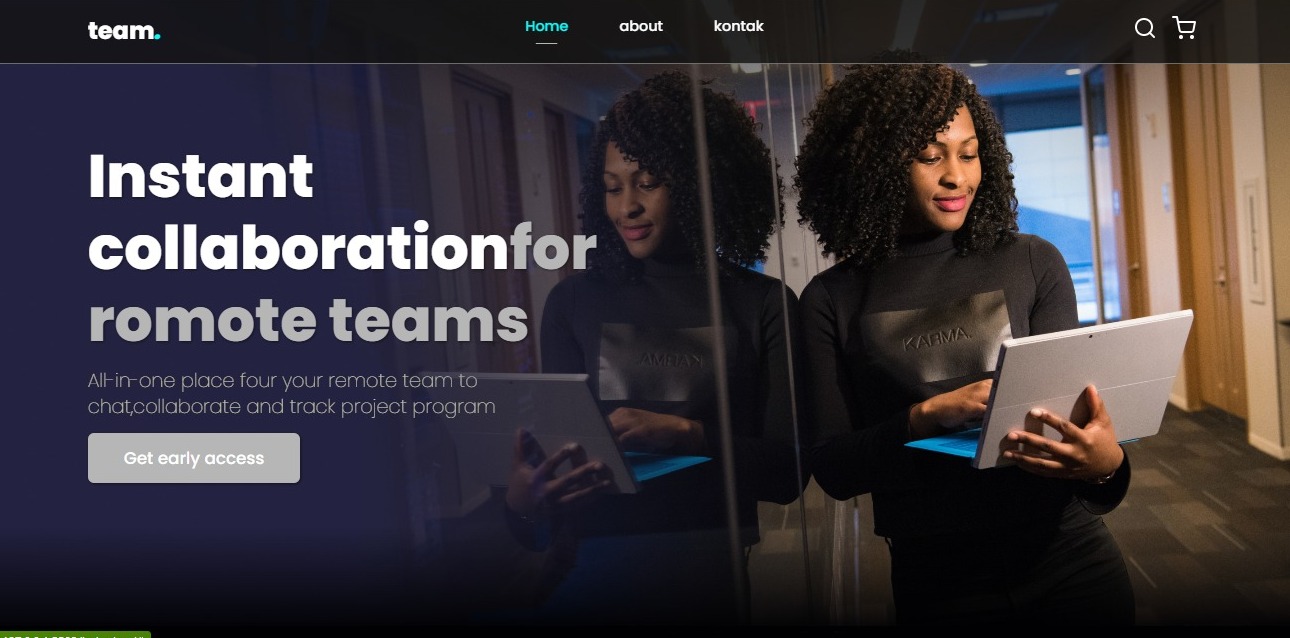 team.
Home about kontak
Instant
collaborationfor
romote teams
All-in-one place four your remote team to
chat,collaborate and track project program
Get early access
KARMA.